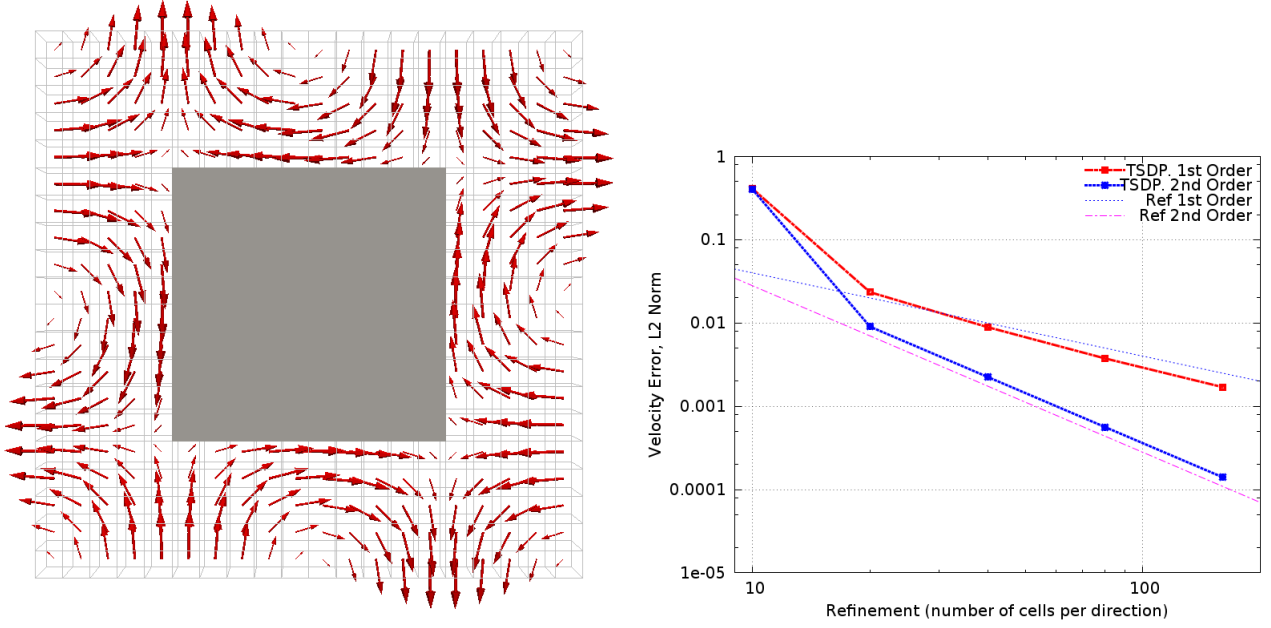 1
0.1
0.01
0.001
0.0001
1e-05
Velocity Error, L2 Norm
TSDP. 1st Order
TSDP. 2nd Order
Ref 1st Order
Ref 2nd Order
10 100
Refinement (number of cells per direction)